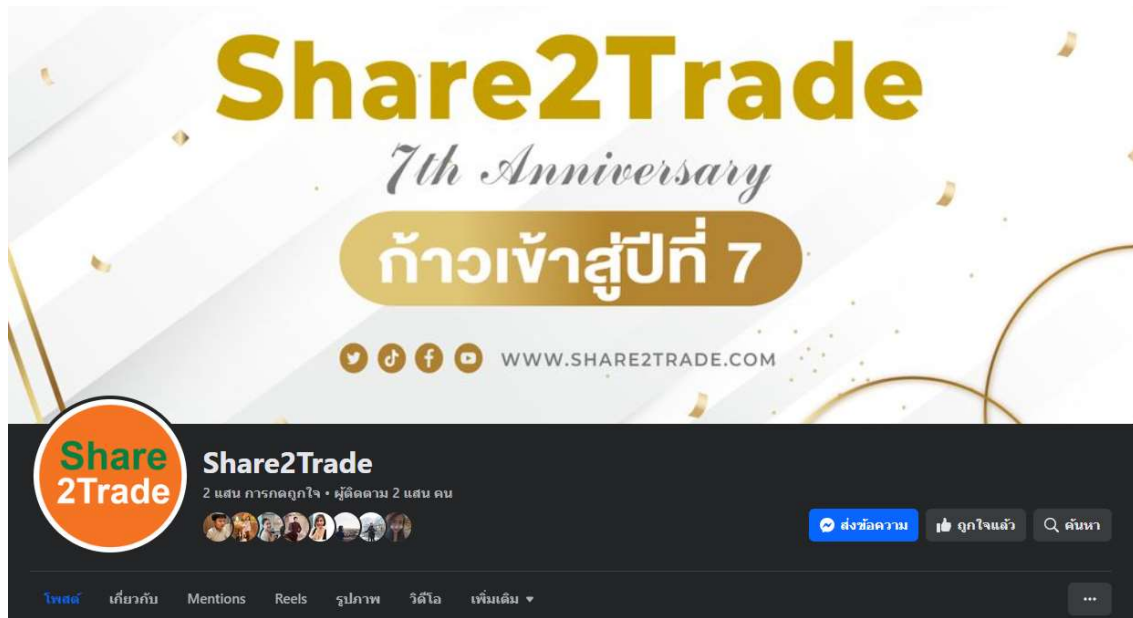 Share2Trade
7th Anniversary
ก้าวเข้าสู่ปีที่ 7
WWW.SHARE2TRADE.COM
Share
2Trade
Share2Trade
2 แสน การกดถูกใจ • ผู้ติดตาม 2 แสน คน
ส่งข้อความ ถูกใจแล้ว ค้นหา
โพสต์ เกี่ยวกับ Mentions Reels รูปภาพ วิดีโอ เพิ่มเติม